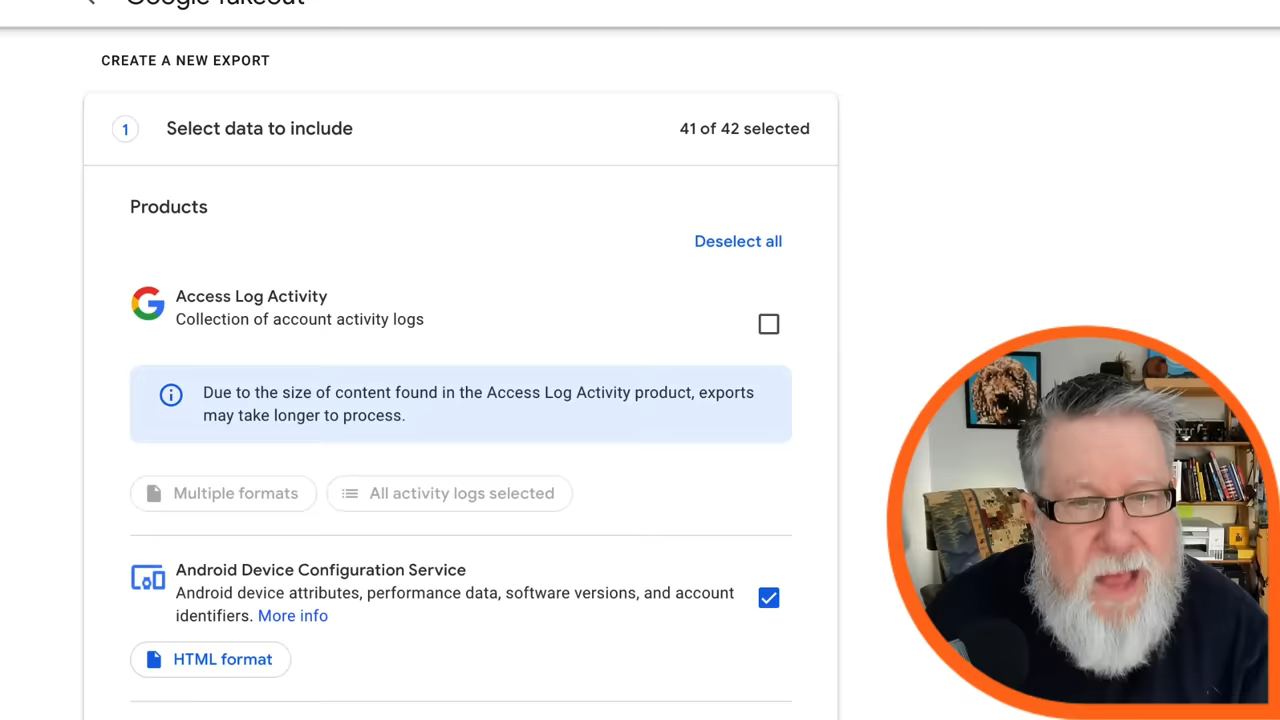 Google Takeout
CREATE A NEW EXPORT
1 Select data to include 41 of 42 selected
Products
Deselect all
Access Log Activity
Collection of account activity logs
Due to the size of content found in the Access Log Activity product, exports
may take longer to process.
Multiple formats All activity logs selected
Android Device Configuration Service
Android device attributes, performance data, software versions, and account
identifiers. More info
HTML format